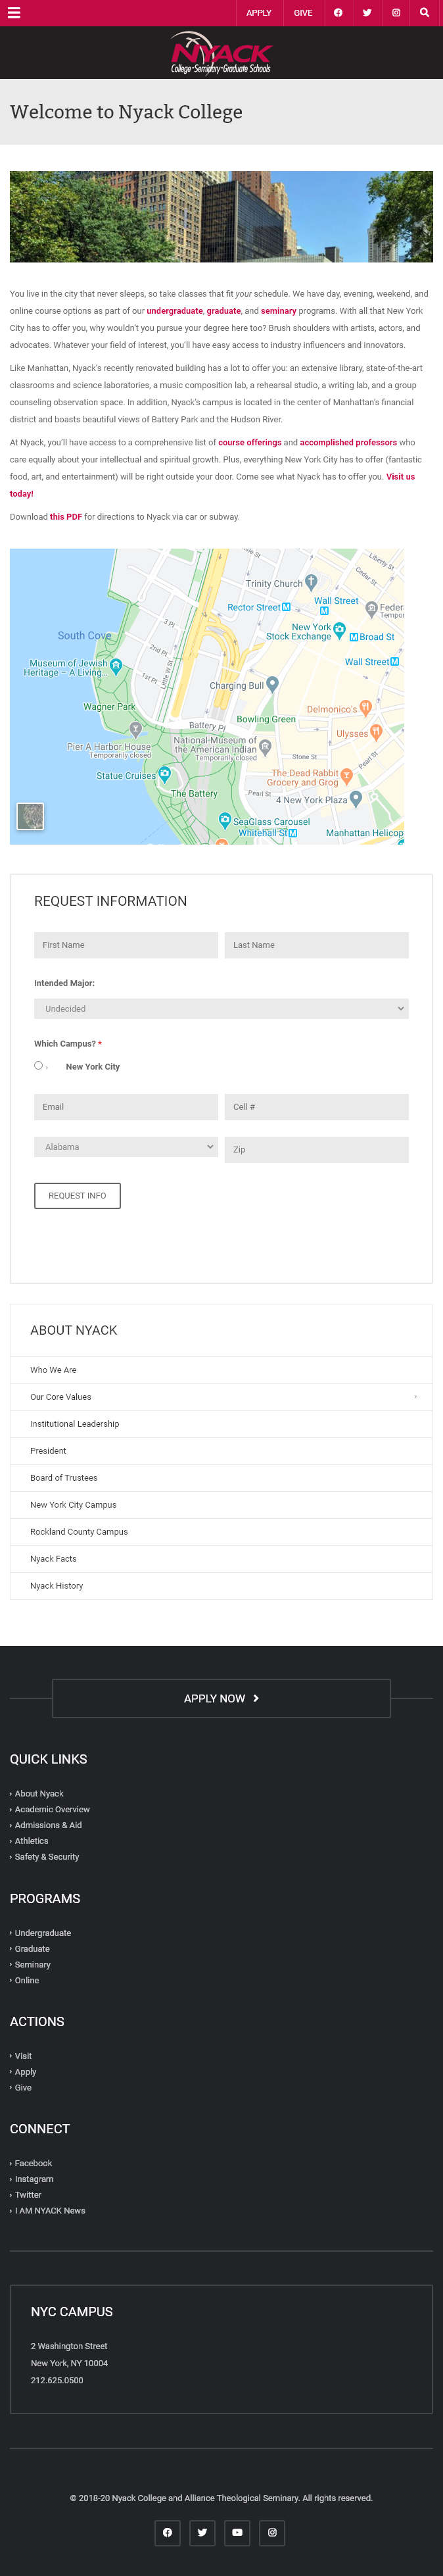 APPLY
GIVE
NYACK
College • Seminary • Graduate Schools
Welcome to Nyack College
You live in the city that never sleeps, so take classes that fit your schedule. We have day, evening, weekend, and
online course options as part of our undergraduate, graduate, and seminary programs. With all that New York
City has to offer you, why wouldn't you pursue your degree here too? Brush shoulders with artists, actors, and
advocates. Whatever your field of interest, you'll have easy access to industry influencers and innovators.
Like Manhattan, Nyack's recently renovated building has a lot to offer you: an extensive library, state-of-the-art
classrooms and science laboratories, a music composition lab, a rehearsal studio, a writing lab, and a group
counseling observation space. In addition, Nyack's campus is located in the center of Manhattan's financial
district and boasts beautiful views of Battery Park and the Hudson River.
At Nyack, you'll have access to a comprehensive list of course offerings and accomplished professors who
care equally about your intellectual and spiritual growth. Plus, everything New York City has to offer (fantastic
food, art, and entertainment) will be right outside your door. Come see what Nyack has to offer you. Visit us
today!
Download this PDF for directions to Nyack via car or subway.
Liberty St
Cedar St
Trinity Church
Rector Street
Wall Street
Federa
Tempor
New York
Stock Exchange
Broad St
South Cove
Wall Street
Museum of Jewish
Heritage – A Living...
1st Pl
Little W St
Charging Bull
Wagner Park
2nd Pl
Delmonico's
Bowling Green
Battery Pl
Ulysses
Pier A Harbor House
Temporarily closed
National Museum of
the American Indian
Temporarily closed
Stone St
Pearl St
Statue Cruises
The Dead Rabbit
Grocery and Grog
The Battery
Pearl St
4 New York Plaza
SeaGlass Carousel
Whitehall St
Manhattan Helicop
REQUEST INFORMATION
First Name
Last Name
Intended Major:
Undecided
Which Campus? *
New York City
Email
Cell #
Alabama
Zip
REQUEST INFO
ABOUT NYACK
Who We Are
Our Core Values
Institutional Leadership
President
Board of Trustees
New York City Campus
Rockland County Campus
Nyack Facts
Nyack History
APPLY NOW
QUICK LINKS
About Nyack
Academic Overview
Admissions & Aid
Athletics
Safety & Security
PROGRAMS
Undergraduate
Graduate
Seminary
Online
ACTIONS
Visit
Apply
Give
CONNECT
Facebook
Instagram
Twitter
I AM NYACK News
NYC CAMPUS
2 Washington Street
New York, NY 10004
212.625.0500
© 2018-20 Nyack College and Alliance Theological Seminary. All rights reserved.